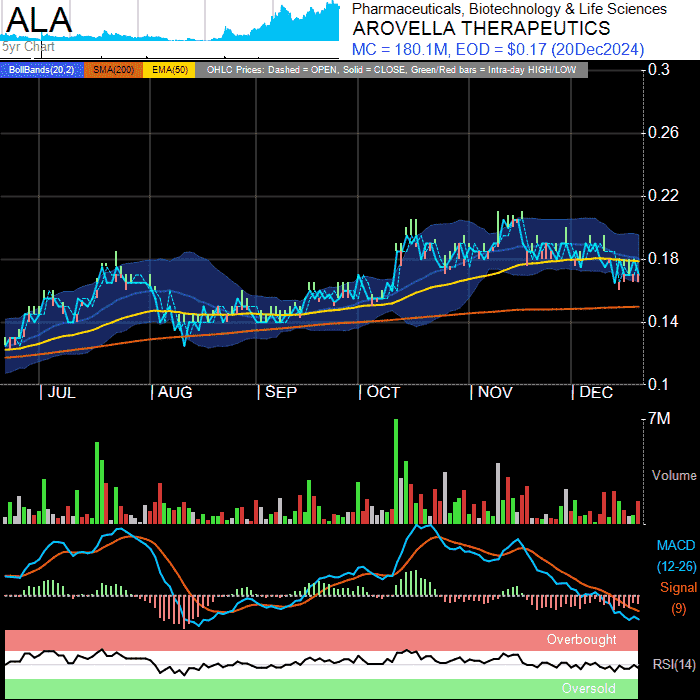 ALA
5yr Chart
Pharmaceuticals, Biotechnology & Life Sciences
AROVELLA THERAPEUTICS
MC = 180.1M, EOD = $0.17 (20Dec2024)
BollBands(20,2) SMA(200) EMA(50) OHLC Prices: Dashed = OPEN, Solid = CLOSE, Green/Red bars = Intra-day HIGH/LOW
0.3
0.26
0.22
0.18
0.14
0.1
| JUL | AUG | SEP | OCT | NOV | DEC
7M
Volume
MACD
(12-26)
Signal
(9)
Overbought
RSI(14)
Oversold